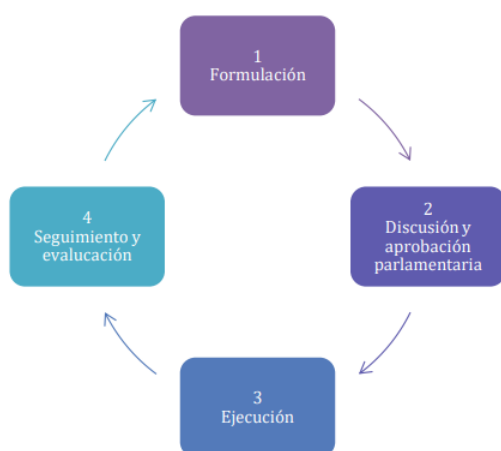 1
Formulación
2
Discusión y
aprobación
parlamentaria
3
Ejecución
4
Seguimiento y
evalucación